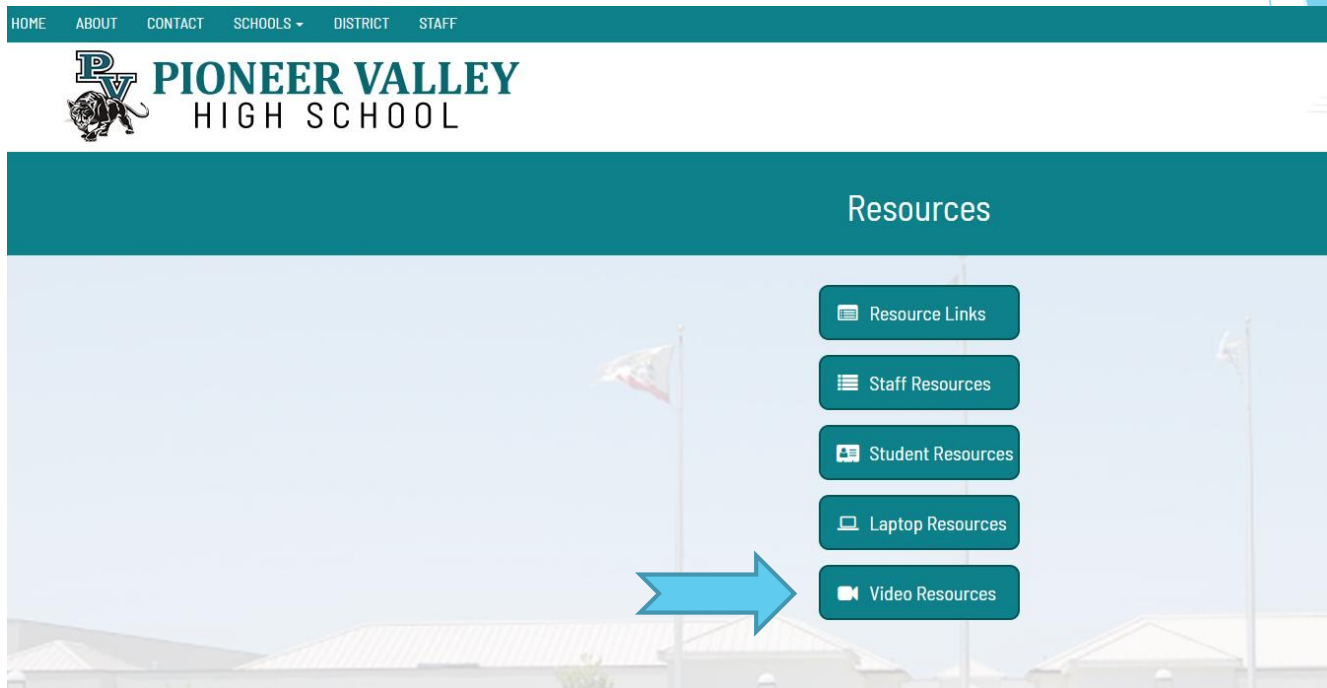 HOME ABOUT CONTACT SCHOOLS DISTRICT STAFF
PV
PIONEER VALLEY
HIGH SCHOOL
Resources
Resource Links
Staff Resources
Student Resources
Laptop Resources
Video Resources